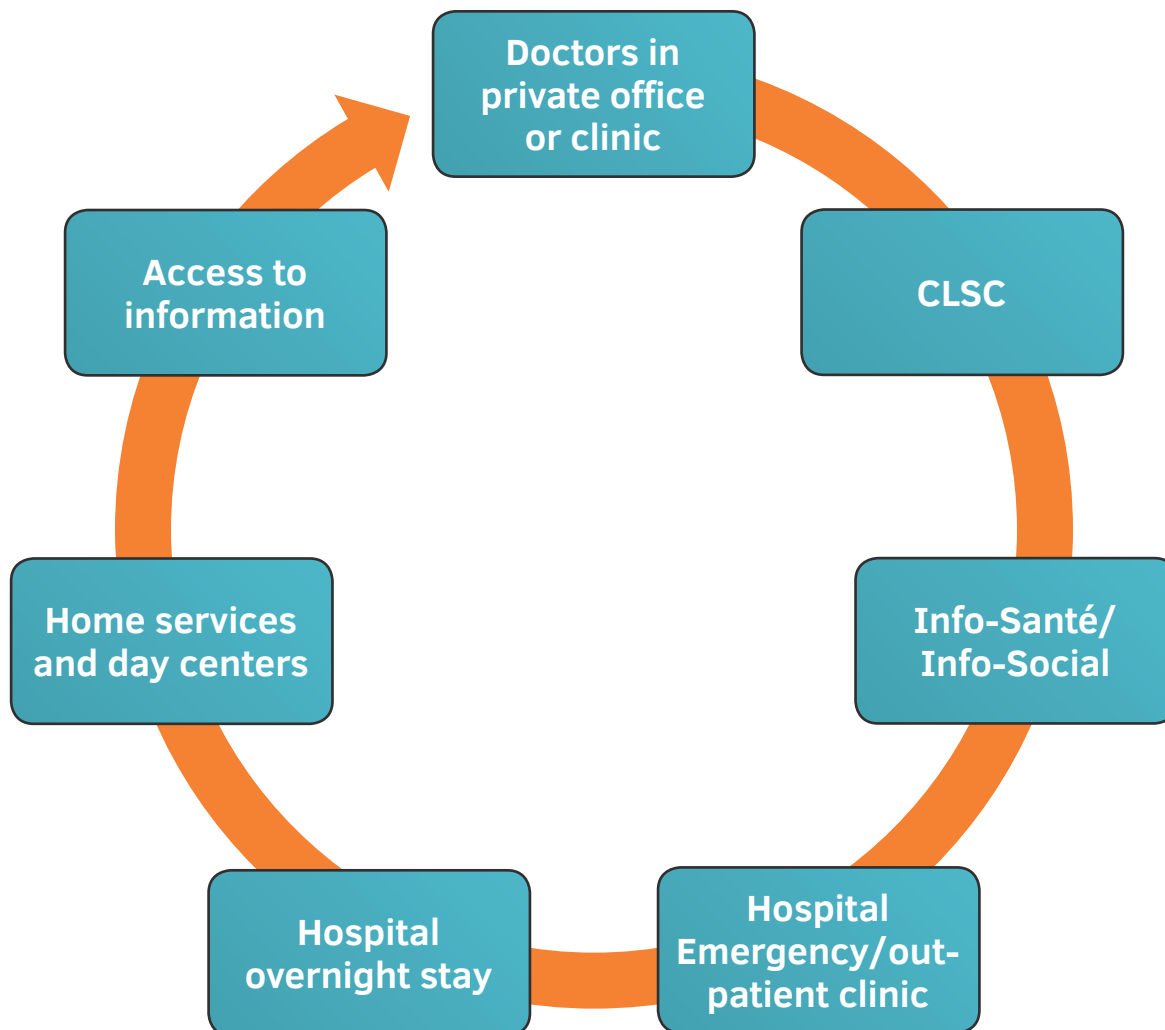 Doctors in
private office
or clinic
CLSC
Info-Santé/
Info-Social
Hospital
Emergency/out-
patient clinic
Hospital
overnight stay
Home services
and day centers
Access to
information